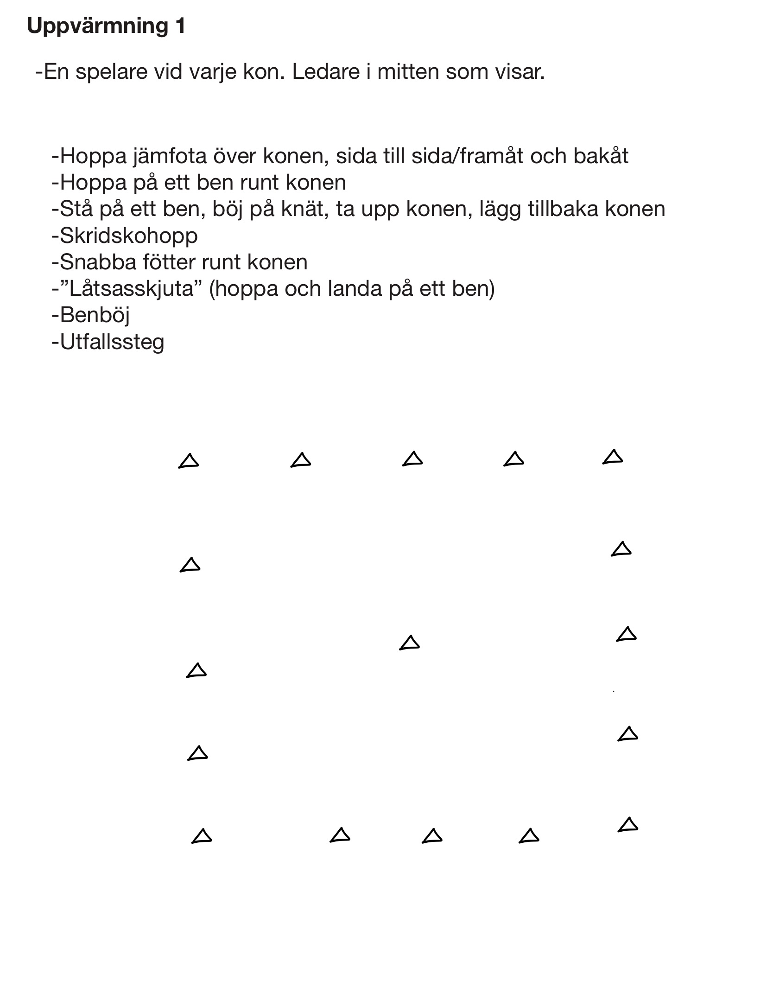 Uppvärmning 1
-En spelare vid varje kon. Ledare i mitten som visar.
-Hoppa jämfota över konen, sida till sida/framåt och bakåt
-Hoppa på ett ben runt konen
-Stå på ett ben, böj på knät, ta upp konen, lägg tillbaka konen
-Skridskohopp
-Snabba fötter runt konen
-”Låtsasskjuta” (hoppa och landa på ett ben)
-Benböj
-Utfallssteg